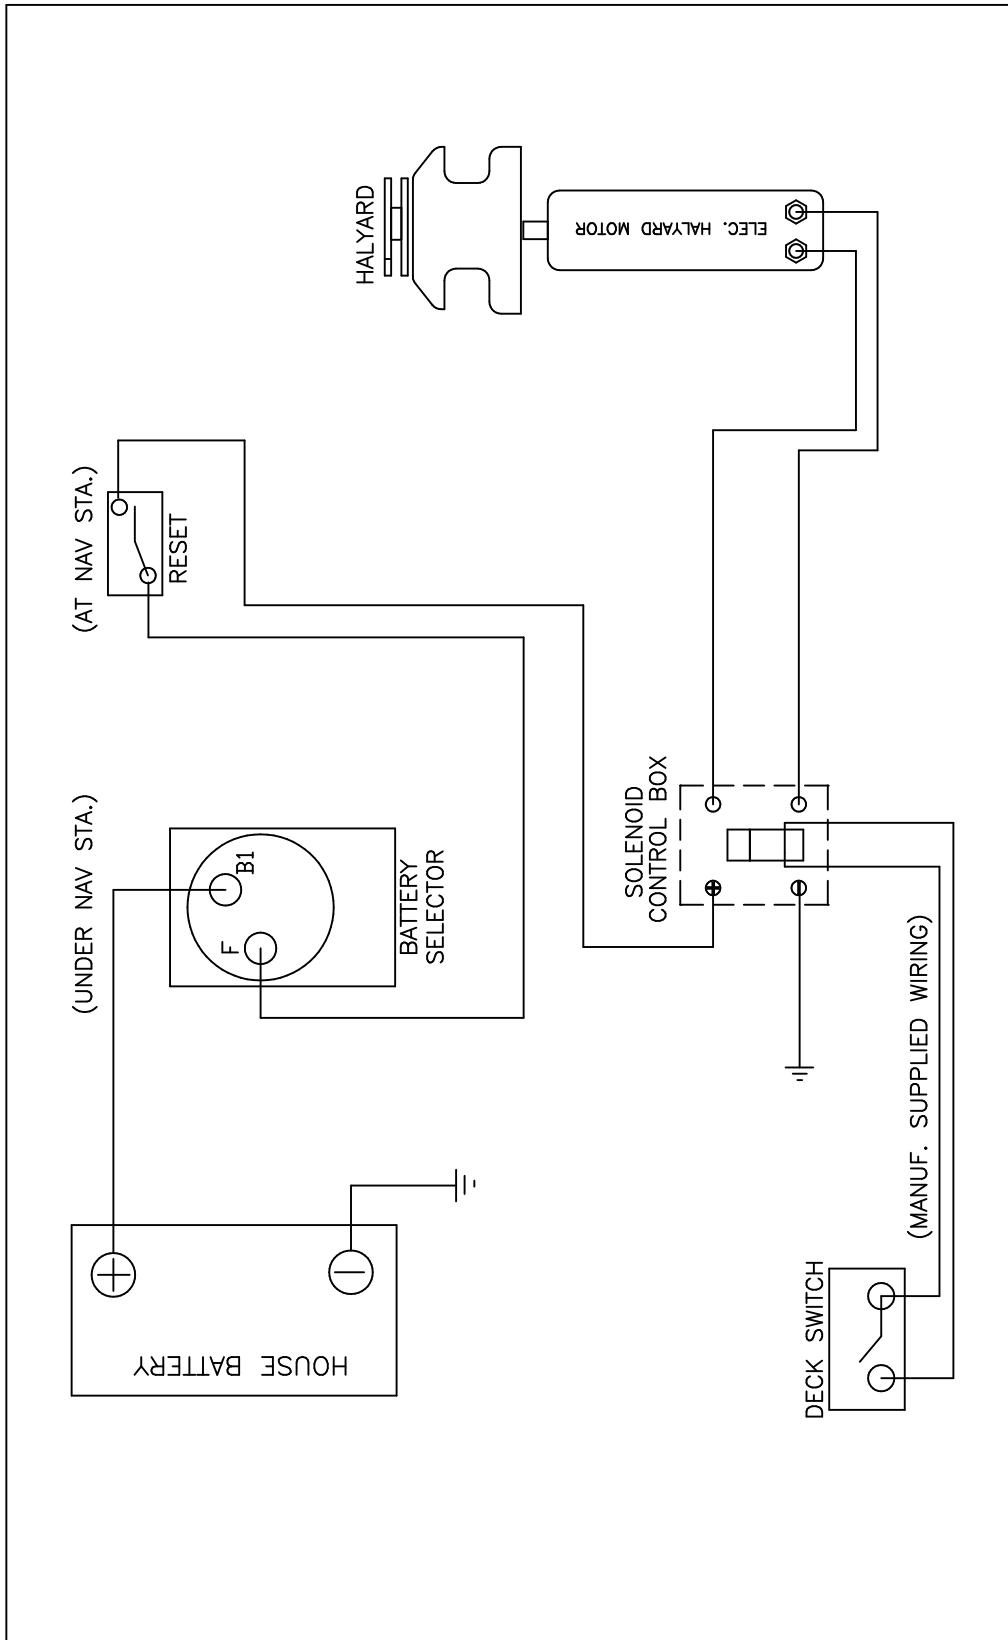 HOUSE BATTERY
(UNDER NAV STA.)
F
B1
BATTERY
SELECTOR
(AT NAV STA.)
RESET
HALYARD
ELEC. HALYARD MOTOR
SOLENOID
CONTROL BOX
DECK SWITCH
(MANUF. SUPPLIED WIRING)